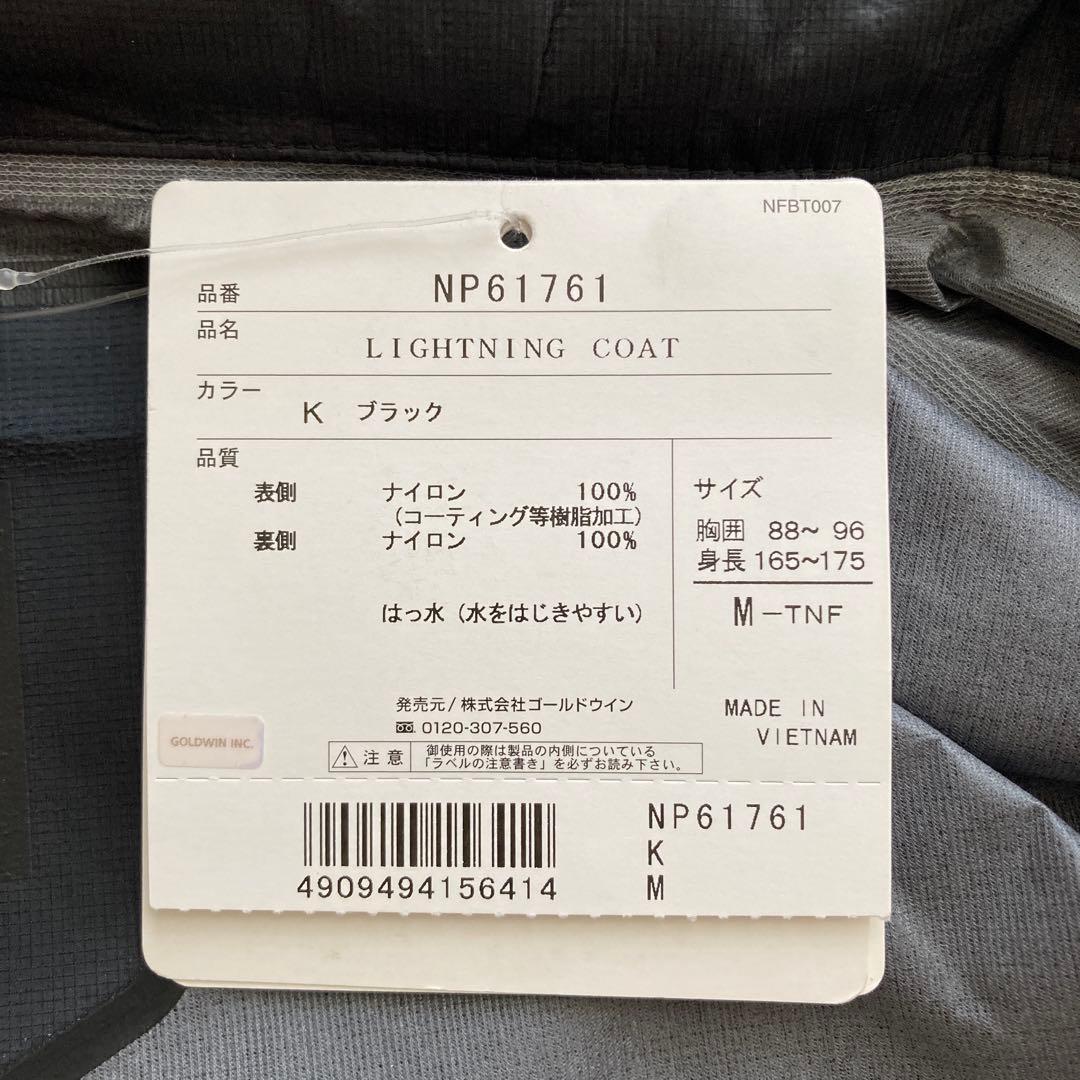 NFBT007
品番 NP61761
品名
LIGHTNING COAT
カラー
K ブラック
品質
表側 ナイロン 100%
(コーティング等樹脂加工)
裏側 ナイロン 100%
はっ水 (水をはじきやすい)
サイズ
胸囲 88~ 96
身長 165~175
M-TNF
発売元/株式会社ゴールドウイン
0120-307-560
MADE IN
VIETNAM
GOLDWIN INC.
注意
御使用の際は製品の内側についている
「ラベルの注意書き」を必ずお読み下さい。
4909494156414
NP61761
K
M